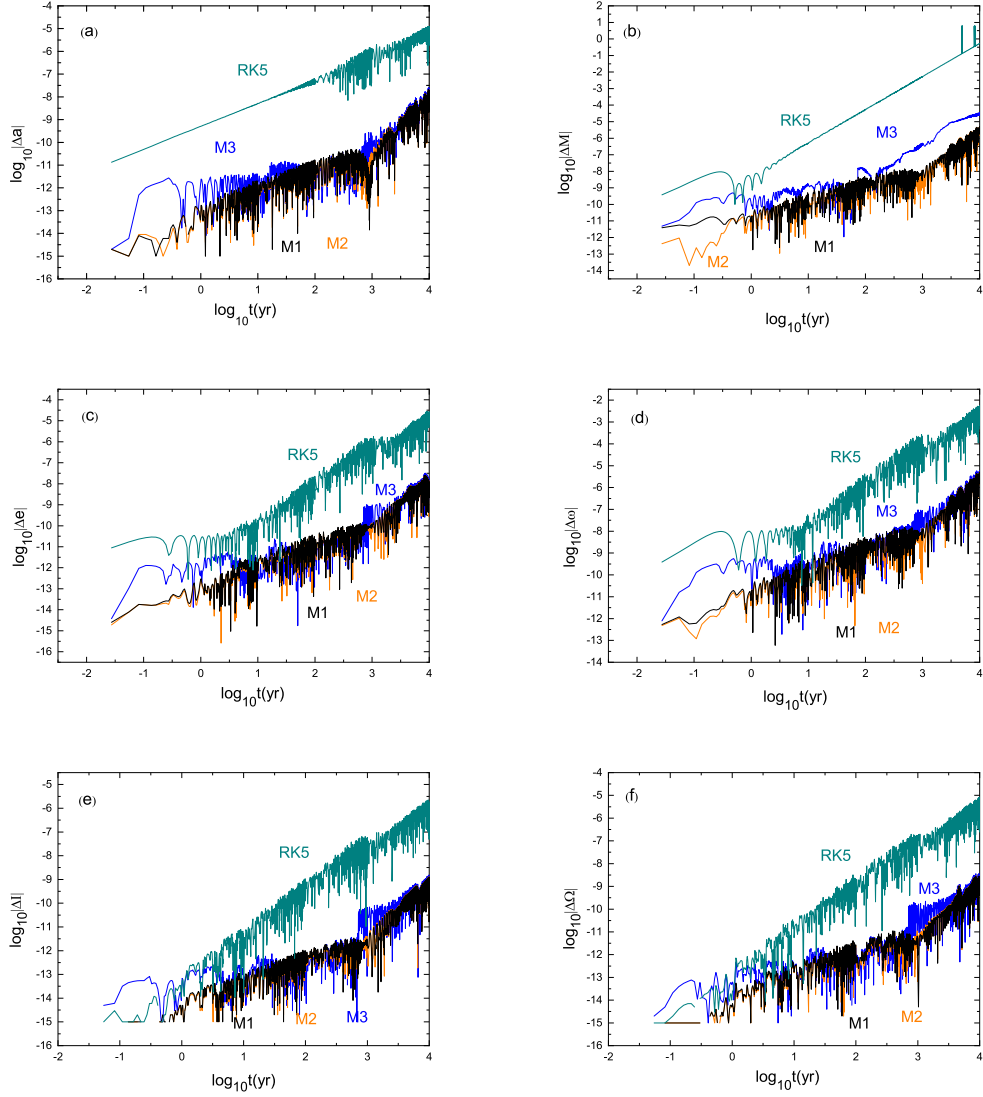 (a)
log10|Δa|
-4
-5
-6
-7
-8
-9
-10
-11
-12
-13
-14
-15
-16
RK5
M3
M1
M2
-2 -1 0 1 2 3 4
log10t(yr)
(b)
log10|ΔM|
2
1
0
-1
-2
-3
-4
-5
-6
-7
-8
-9
-10
-11
-12
-13
-14
RK5
M3
M1
M2
-2 -1 0 1 2 3 4
log10t(yr)
(c)
log10|Δe|
-4
-5
-6
-7
-8
-9
-10
-11
-12
-13
-14
-15
-16
RK5
M3
M2
M1
-2 -1 0 1 2 3 4
log10t(yr)
(d)
log10|Δω|
-2
-3
-4
-5
-6
-7
-8
-9
-10
-11
-12
-13
-14
RK5
M3
M1
M2
-2 -1 0 1 2 3 4
log10t(yr)
(e)
log10|ΔI|
-5
-6
-7
-8
-9
-10
-11
-12
-13
-14
-15
-16
RK5
M1
M2
M3
-2 -1 0 1 2 3 4
log10t(yr)
(f)
log10|ΔΩ|
-4
-5
-6
-7
-8
-9
-10
-11
-12
-13
-14
-15
-16
RK5
M3
M1
M2
-2 -1 0 1 2 3 4
log10t(yr)